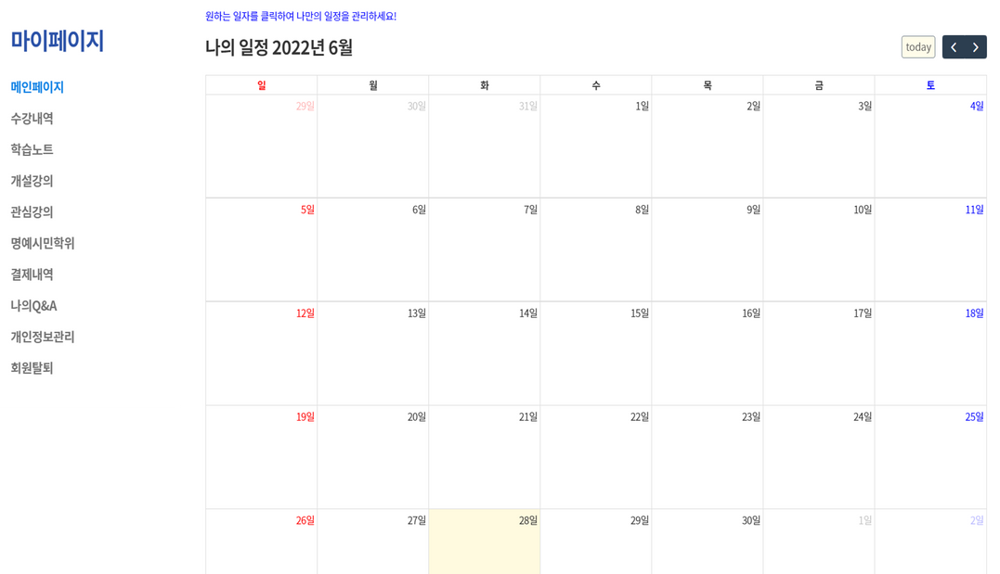 원하는 일자를 클릭하여 나만의 일정을 관리하세요!
마이페이지
나의 일정 2022년 6월
today
메인페이지
수강내역
학습노트
개설강의
관심강의
명예시민학위
결제내역
나의Q&A
개인정보관리
회원탈퇴
일 월 화 수 목 금 토
29일 30일 31일 1일 2일 3일 4일
5일 6일 7일 8일 9일 10일 11일
12일 13일 14일 15일 16일 17일 18일
19일 20일 21일 22일 23일 24일 25일
26일 27일 28일 29일 30일 1일 2일